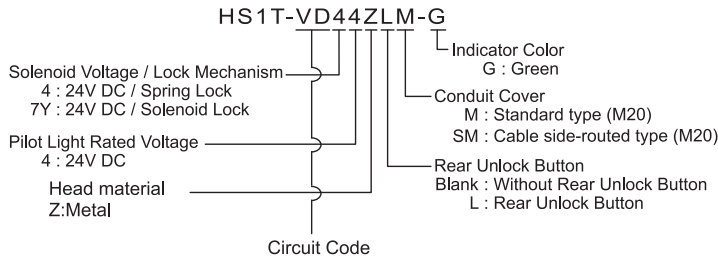 HS1T-VD44ZLM-G
Indicator Color
G : Green
Solenoid Voltage / Lock Mechanism
4 : 24V DC / Spring Lock
7Y : 24V DC / Solenoid Lock
Conduit Cover
M : Standard type (M20)
SM : Cable side-routed type (M20)
Pilot Light Rated Voltage
4 : 24V DC
Rear Unlock Button
Blank : Without Rear Unlock Button
L : Rear Unlock Button
Head material
Z:Metal
Circuit Code